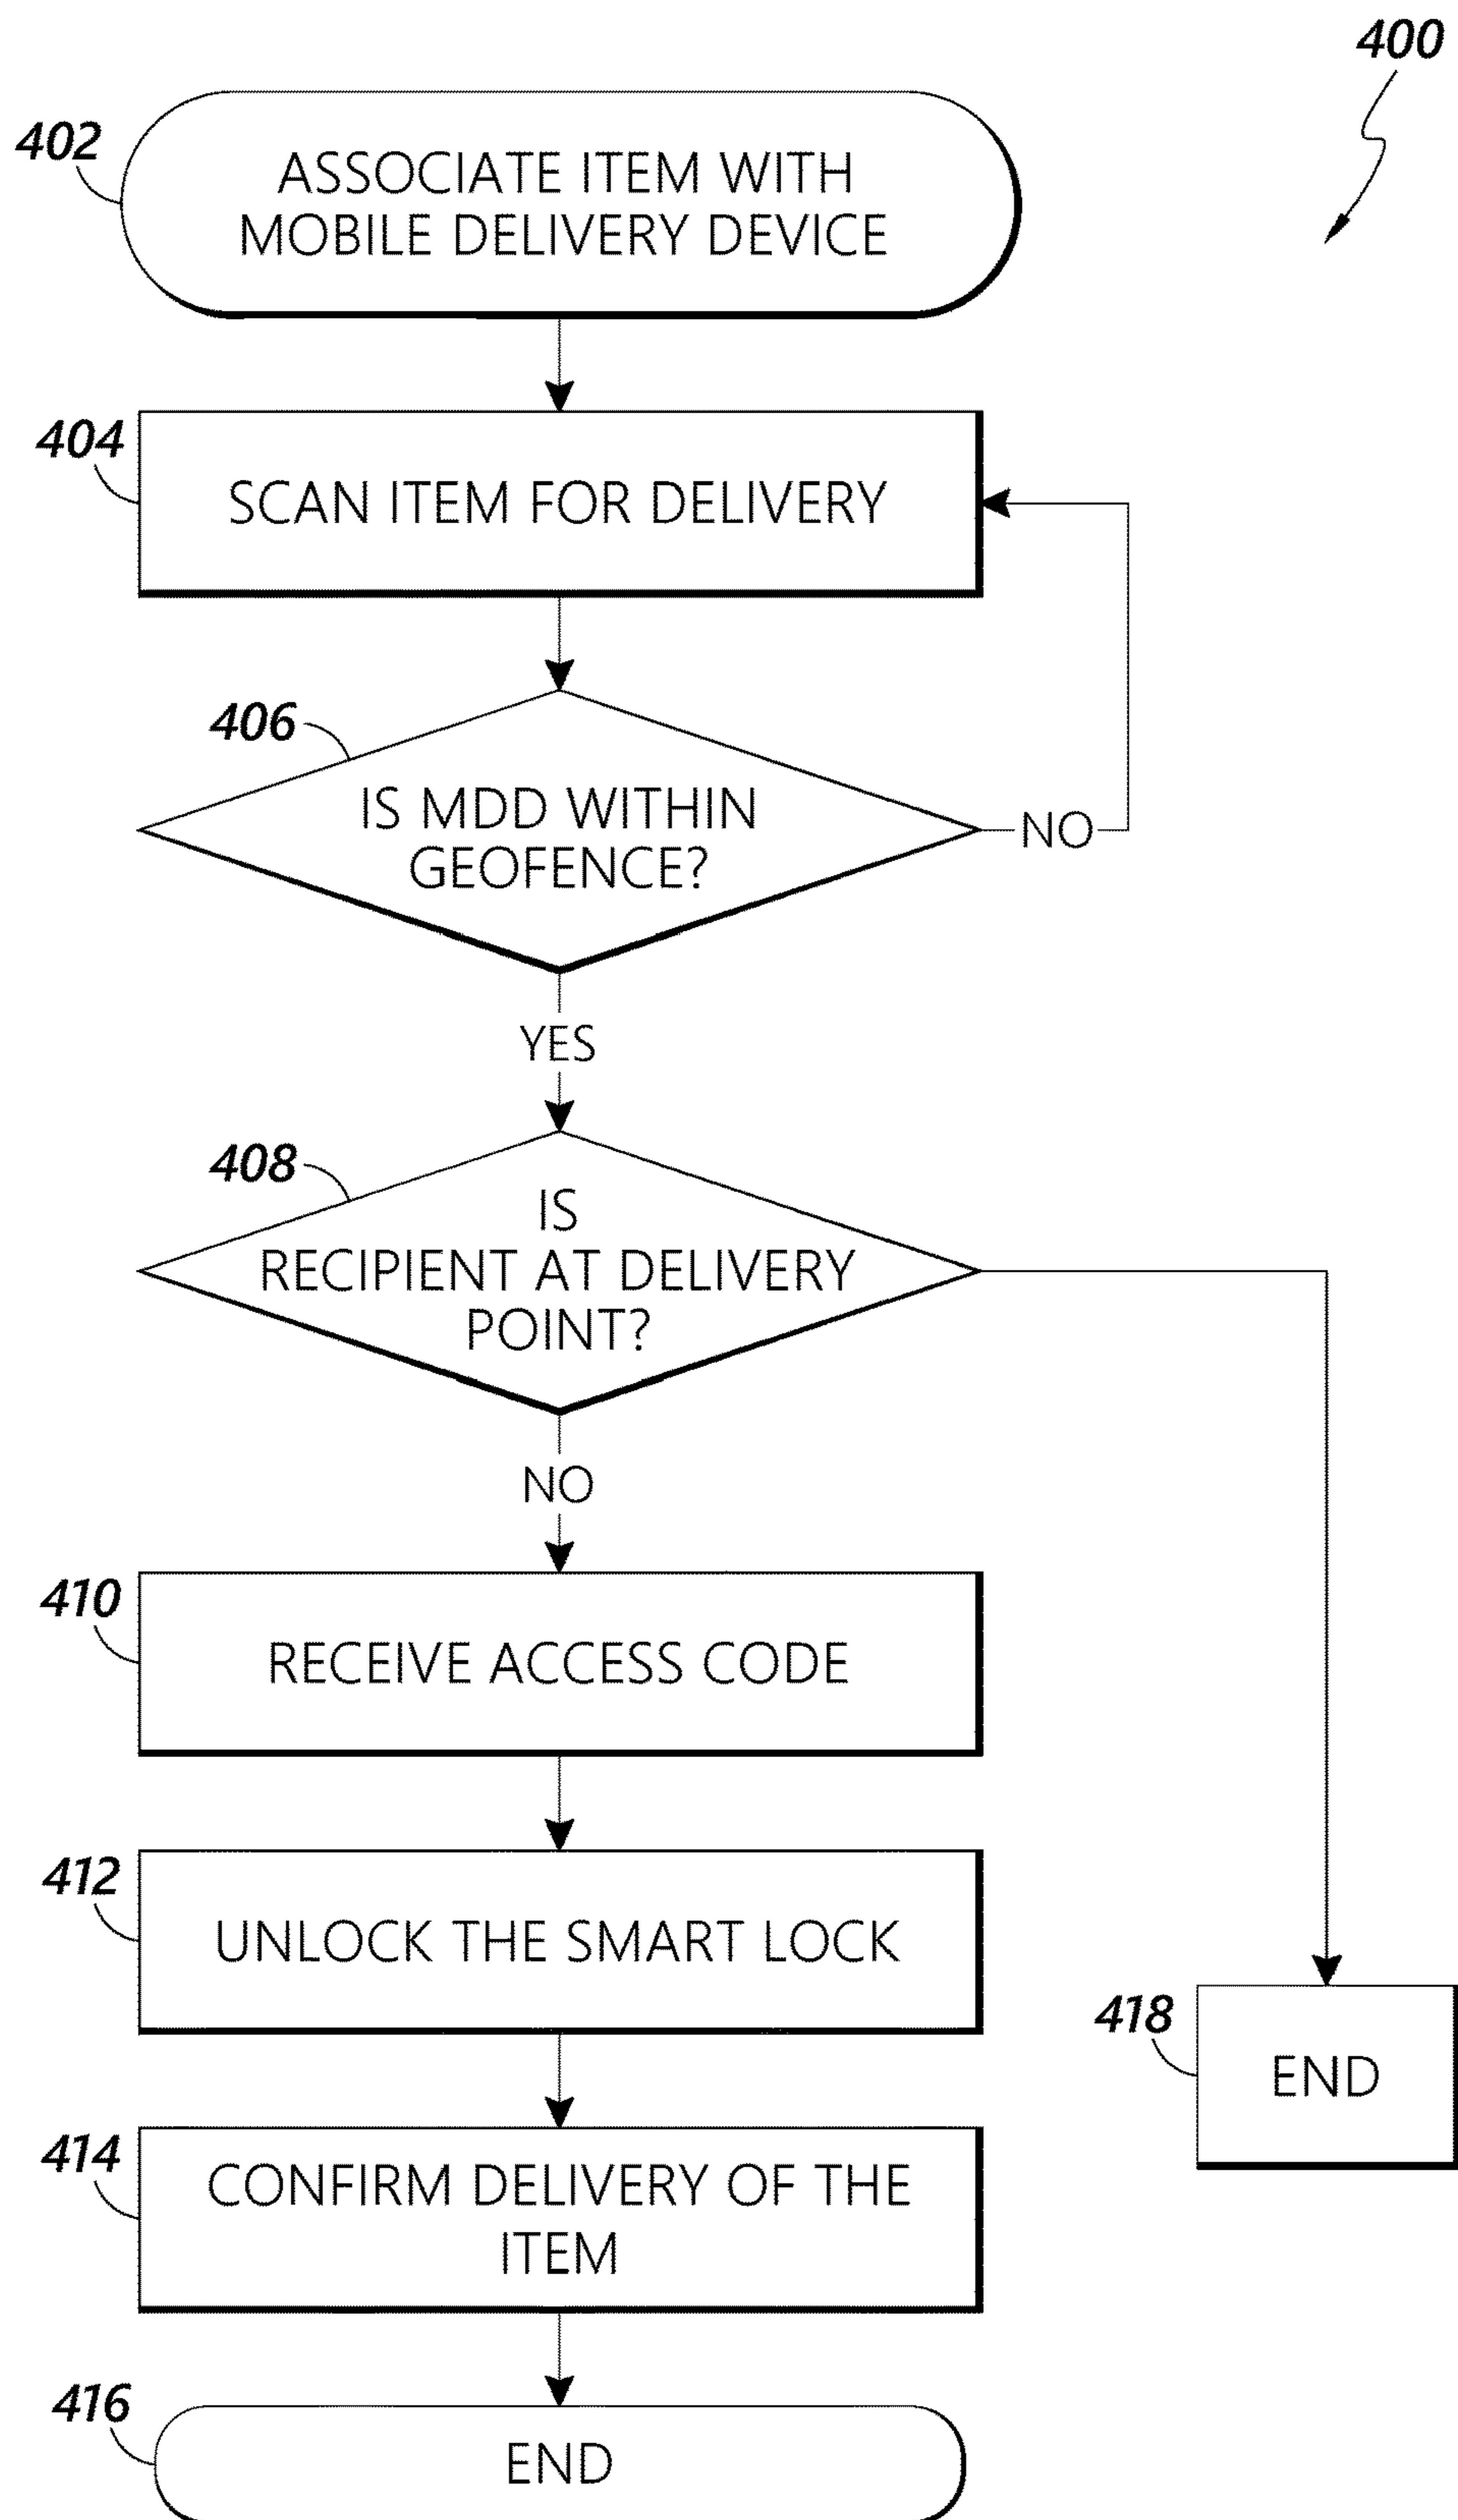 400
402
ASSOCIATE ITEM WITH
MOBILE DELIVERY DEVICE
404
SCAN ITEM FOR DELIVERY
406
IS MDD WITHIN
GEOFENCE?
NO
YES
408
IS
RECIPIENT AT DELIVERY
POINT?
NO
410
RECEIVE ACCESS CODE
412
UNLOCK THE SMART LOCK
418
END
414
CONFIRM DELIVERY OF THE
ITEM
416
END